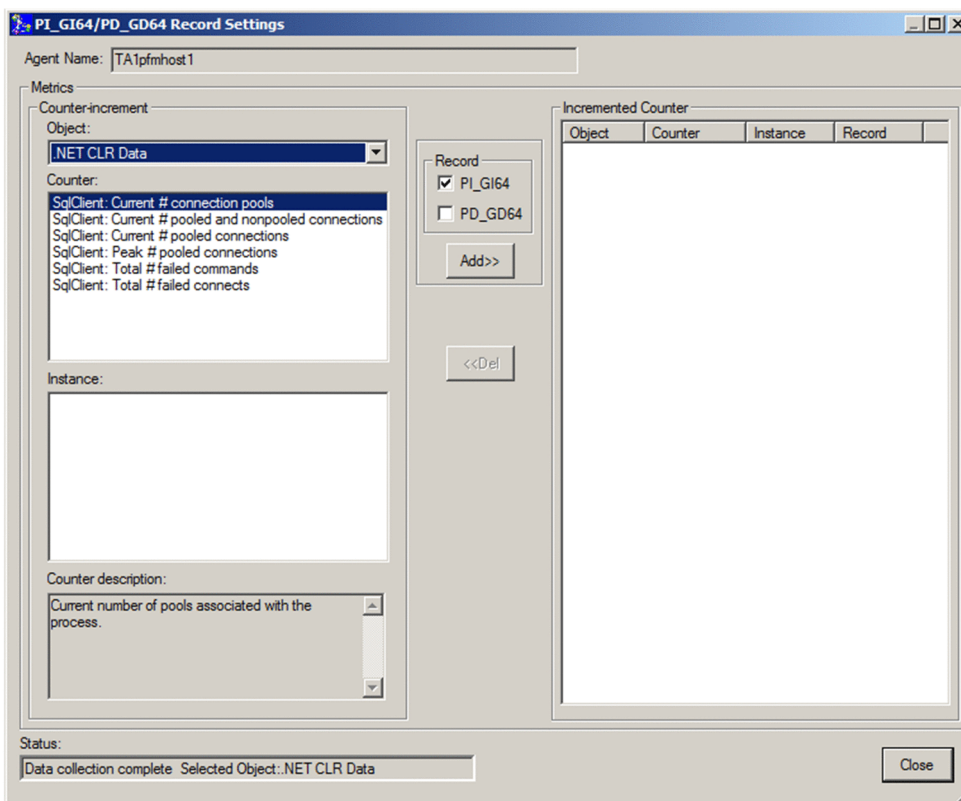 PI_GI64/PD_GD64 Record Settings
Agent Name: TA1pfmhost1
Metrics
Counter-increment
Object:
.NET CLR Data
Counter:
SqlClient: Current # connection pools
SqlClient: Current # pooled and nonpooled connections
SqlClient: Current # pooled connections
SqlClient: Peak # pooled connections
SqlClient: Total # failed commands
SqlClient: Total # failed connects
Instance:
Counter description:
Current number of pools associated with the
process.
Record
PI_GI64
PD_GD64
Add>>
<<Del
Incremented Counter
Object Counter Instance Record
Status:
Data collection complete Selected Object:.NET CLR Data
Close